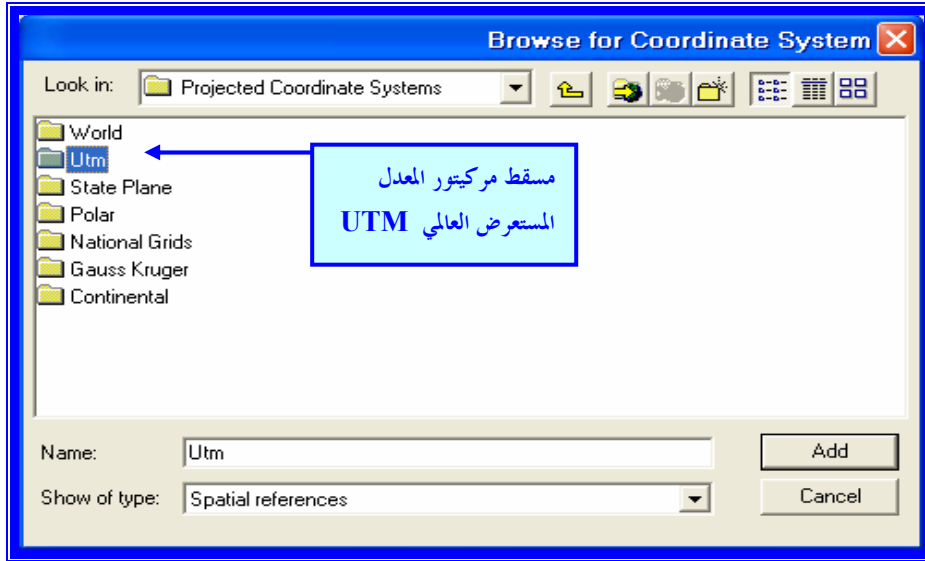 Browse for Coordinate System
Look in: Projected Coordinate Systems
World
Utm
State Plane
Polar
National Grids
Gauss Kruger
Continental
مسقط مركيتور المعدل
المستعرض العالمي UTM
Name: Utm Add
Show of type: Spatial references Cancel